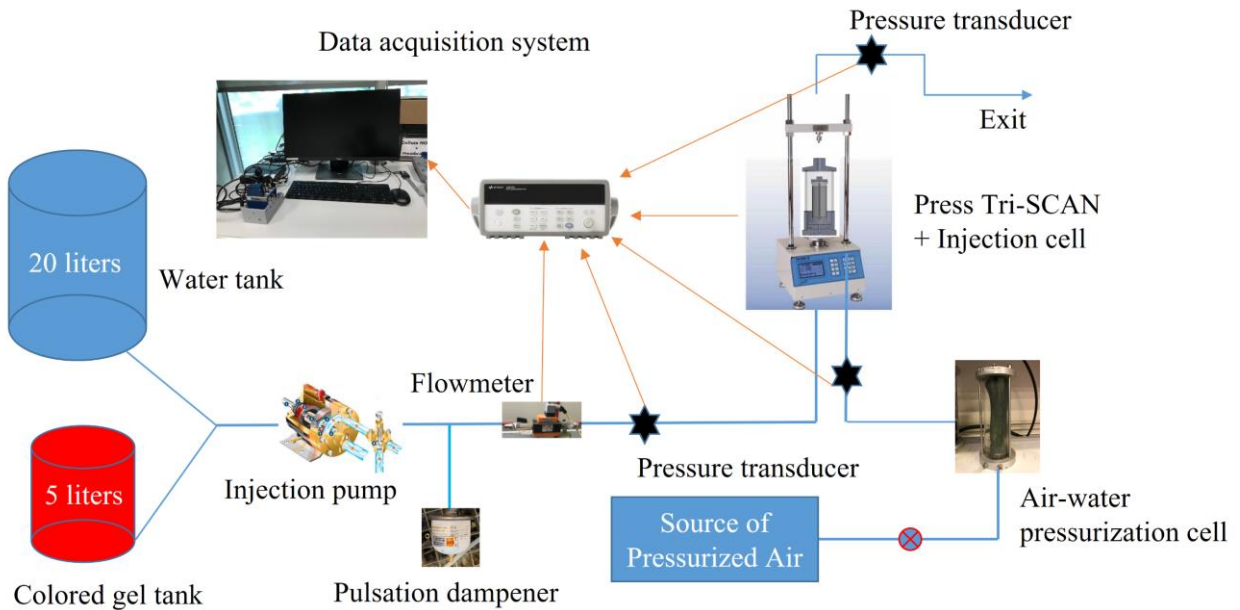 Pressure transducer
Data acquisition system
Exit
Press Tri-SCAN
+ Injection cell
20 liters
Water tank
Flowmeter
5 liters
Injection pump
Pressure transducer
Source of
Pressurized Air
Air-water
pressurization cell
Colored gel tank
Pulsation dampener